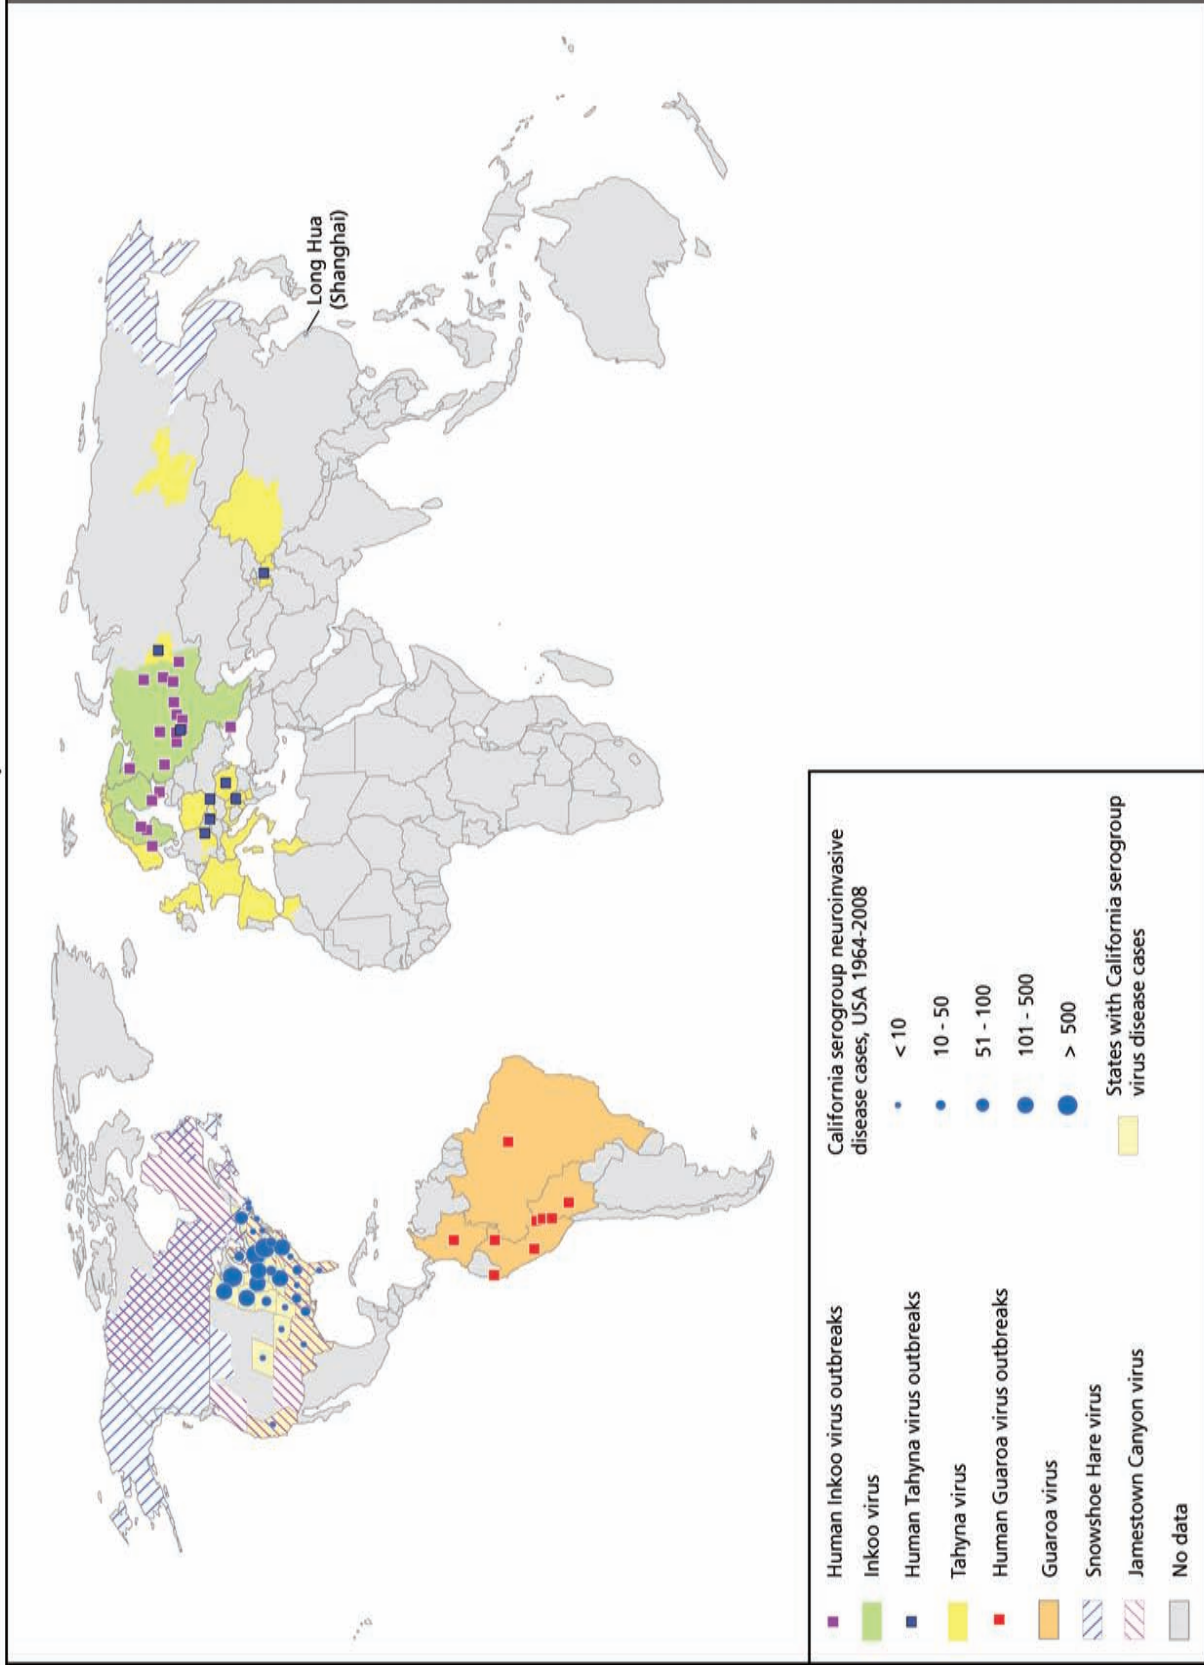 Long Hua
(Shanghai)
Human Inkoo virus outbreaks
Inkoo virus
Human Tahyna virus outbreaks
Tahyna virus
Human Guaroa virus outbreaks
Guaroa virus
Snowshoe Hare virus
Jamestown Canyon virus
No data
California serogroup neuroinvasive
disease cases, USA 1964-2008
< 10
10 - 50
51 - 100
101 - 500
> 500
States with California serogroup
virus disease cases